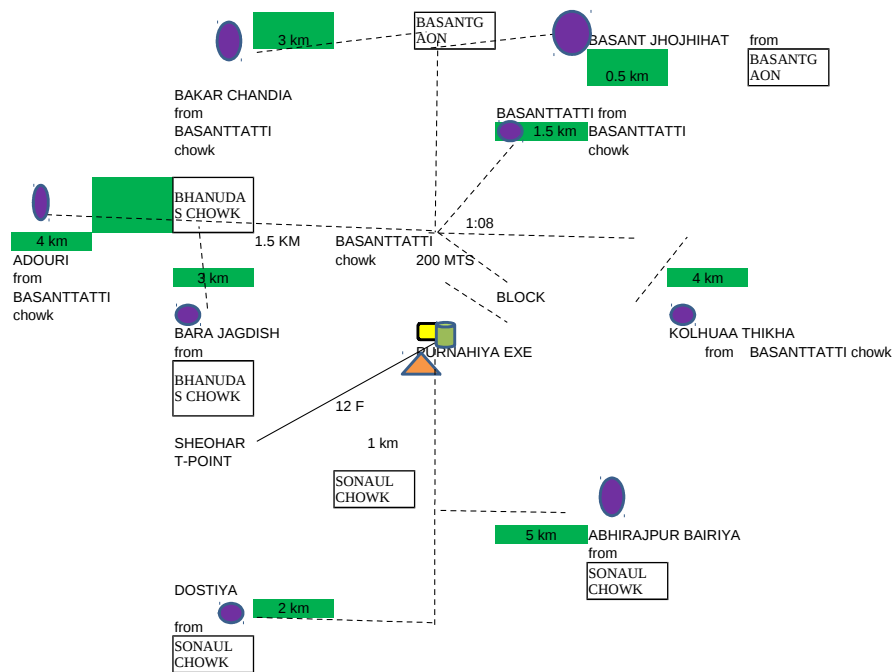 3 km
BASANTG
AON
BASANT JHOJHIHAT from
0.5 km
BASANTG
AON
BAKAR CHANDIA
from
BASANTTATTI
chowk
BASANTTATTI from
1.5 km
BASANTTATTI
chowk
BHANUDA
S CHOWK
4 km
ADOURI
from
BASANTTATTI
chowk
1.5 KM
BASANTTATTI
chowk
200 MTS
1:08
3 km
BARA JAGDISH
from
BHANUDA
S CHOWK
BLOCK
4 km
KOLHUAA THIKHA
from BASANTTATTI chowk
PURNAHIYA EXE
12 F
SHEOHAR
T-POINT
1 km
SONAUL
CHOWK
5 km
ABHIRAJPUR BAIRIYA
from
SONAUL
CHOWK
DOSTIYA
2 km
from
SONAUL
CHOWK